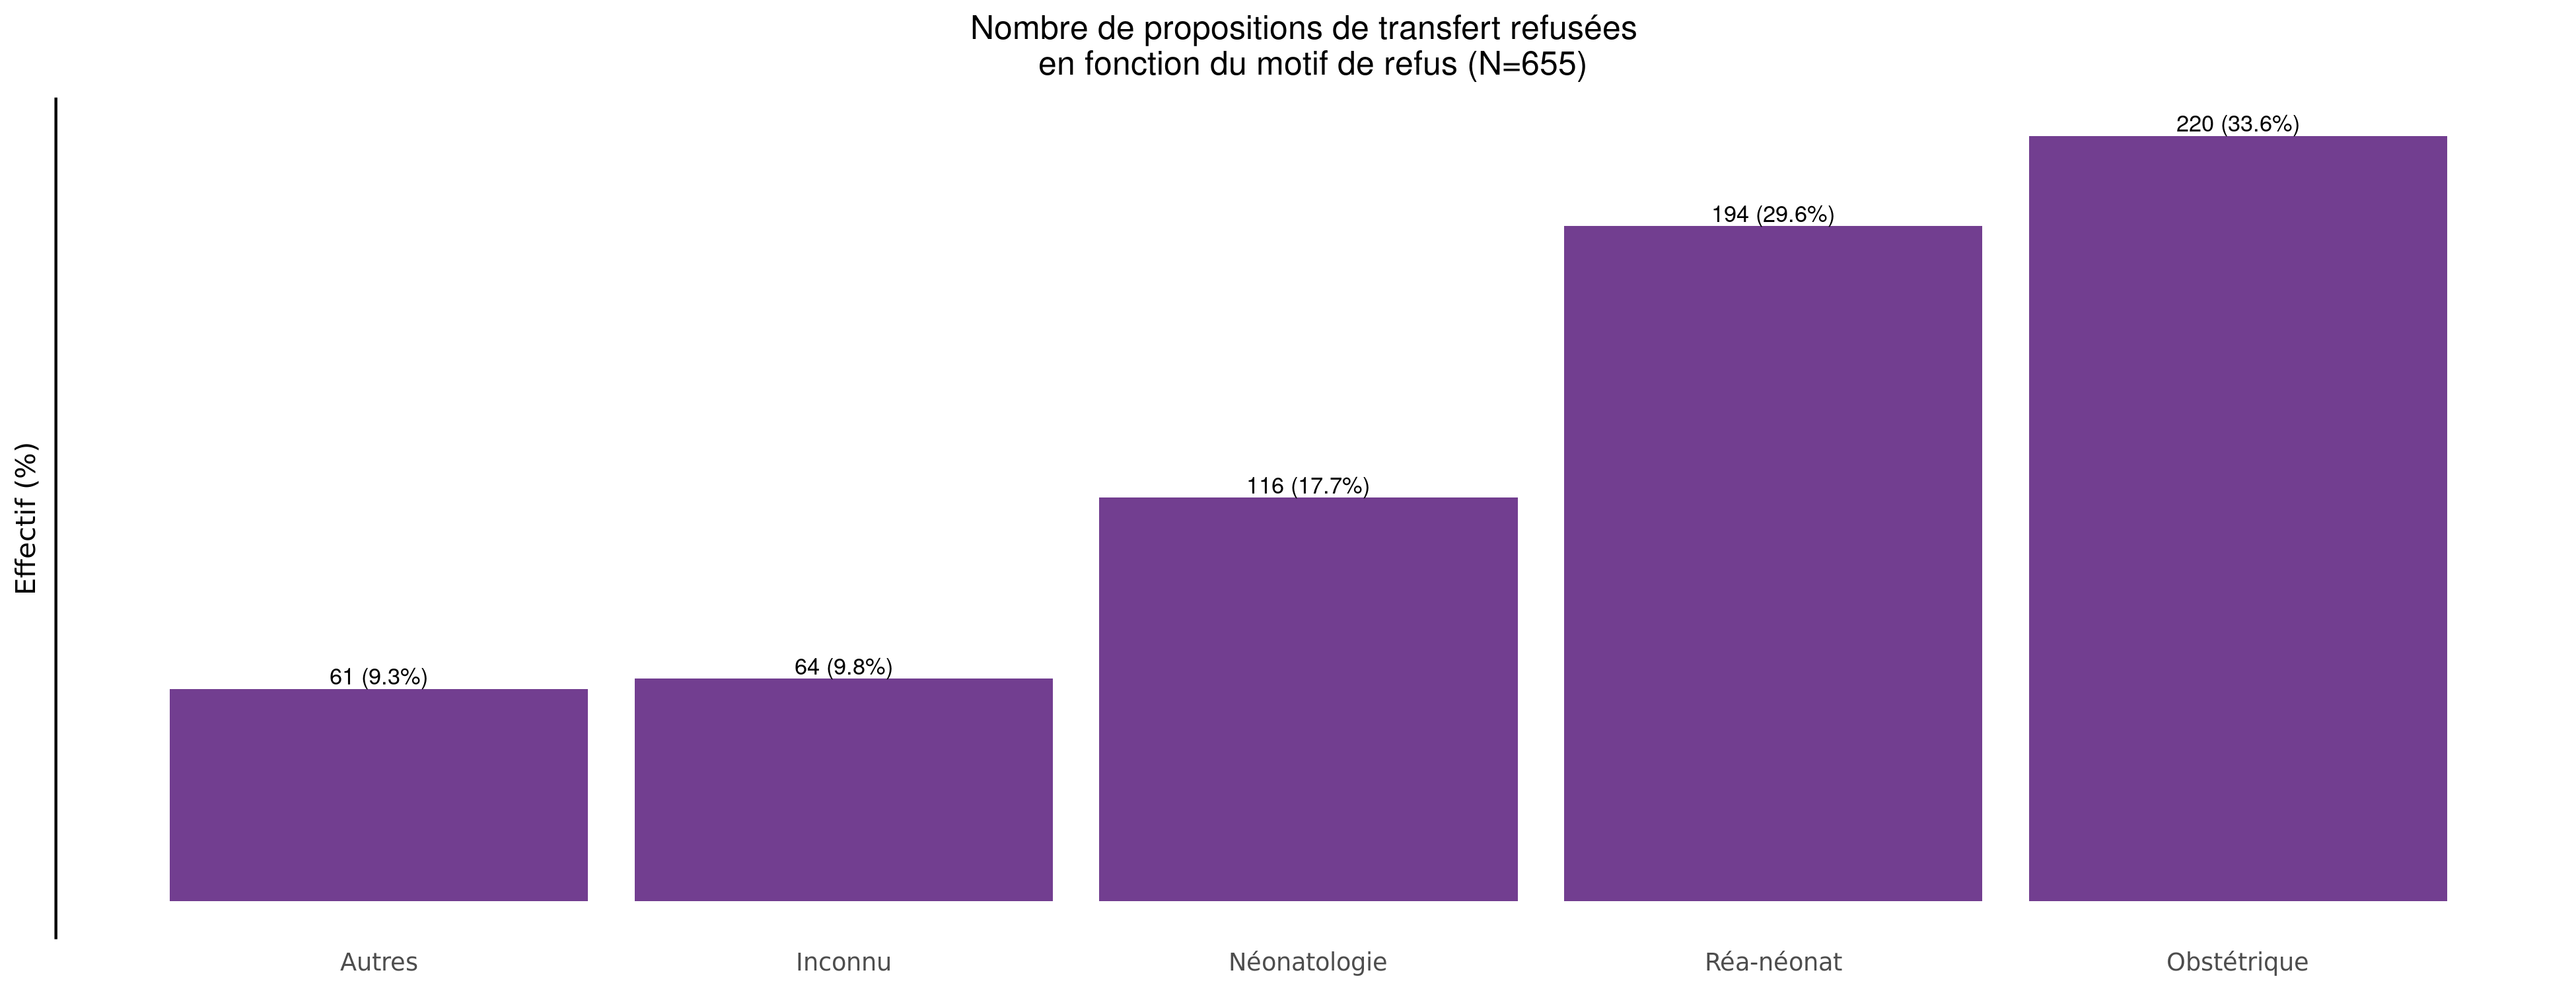 Nombre de propositions de transfert refusées
en fonction du motif de refus (N=655)
Effectif (%)
61 (9.3%)
64 (9.8%)
116 (17.7%)
194 (29.6%)
220 (33.6%)
Autres
Inconnu
Néonatologie
Réa-néonat
Obstétrique